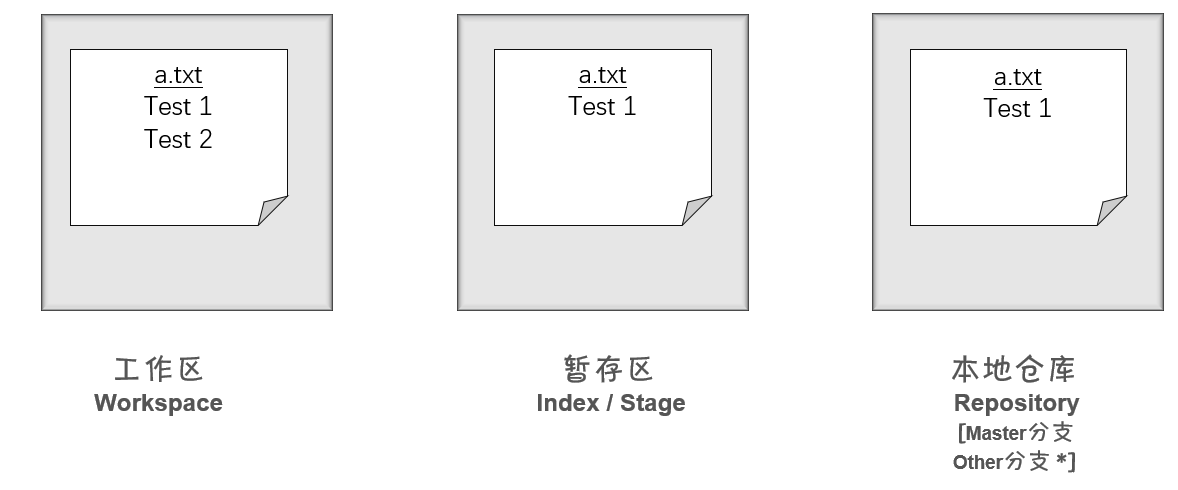 a.txt
Test 1
Test 2
a.txt
Test 1
a.txt
Test 1
工作区
Workspace
暂存区
Index / Stage
本地仓库
Repository
[Master分支
Other分支 *]